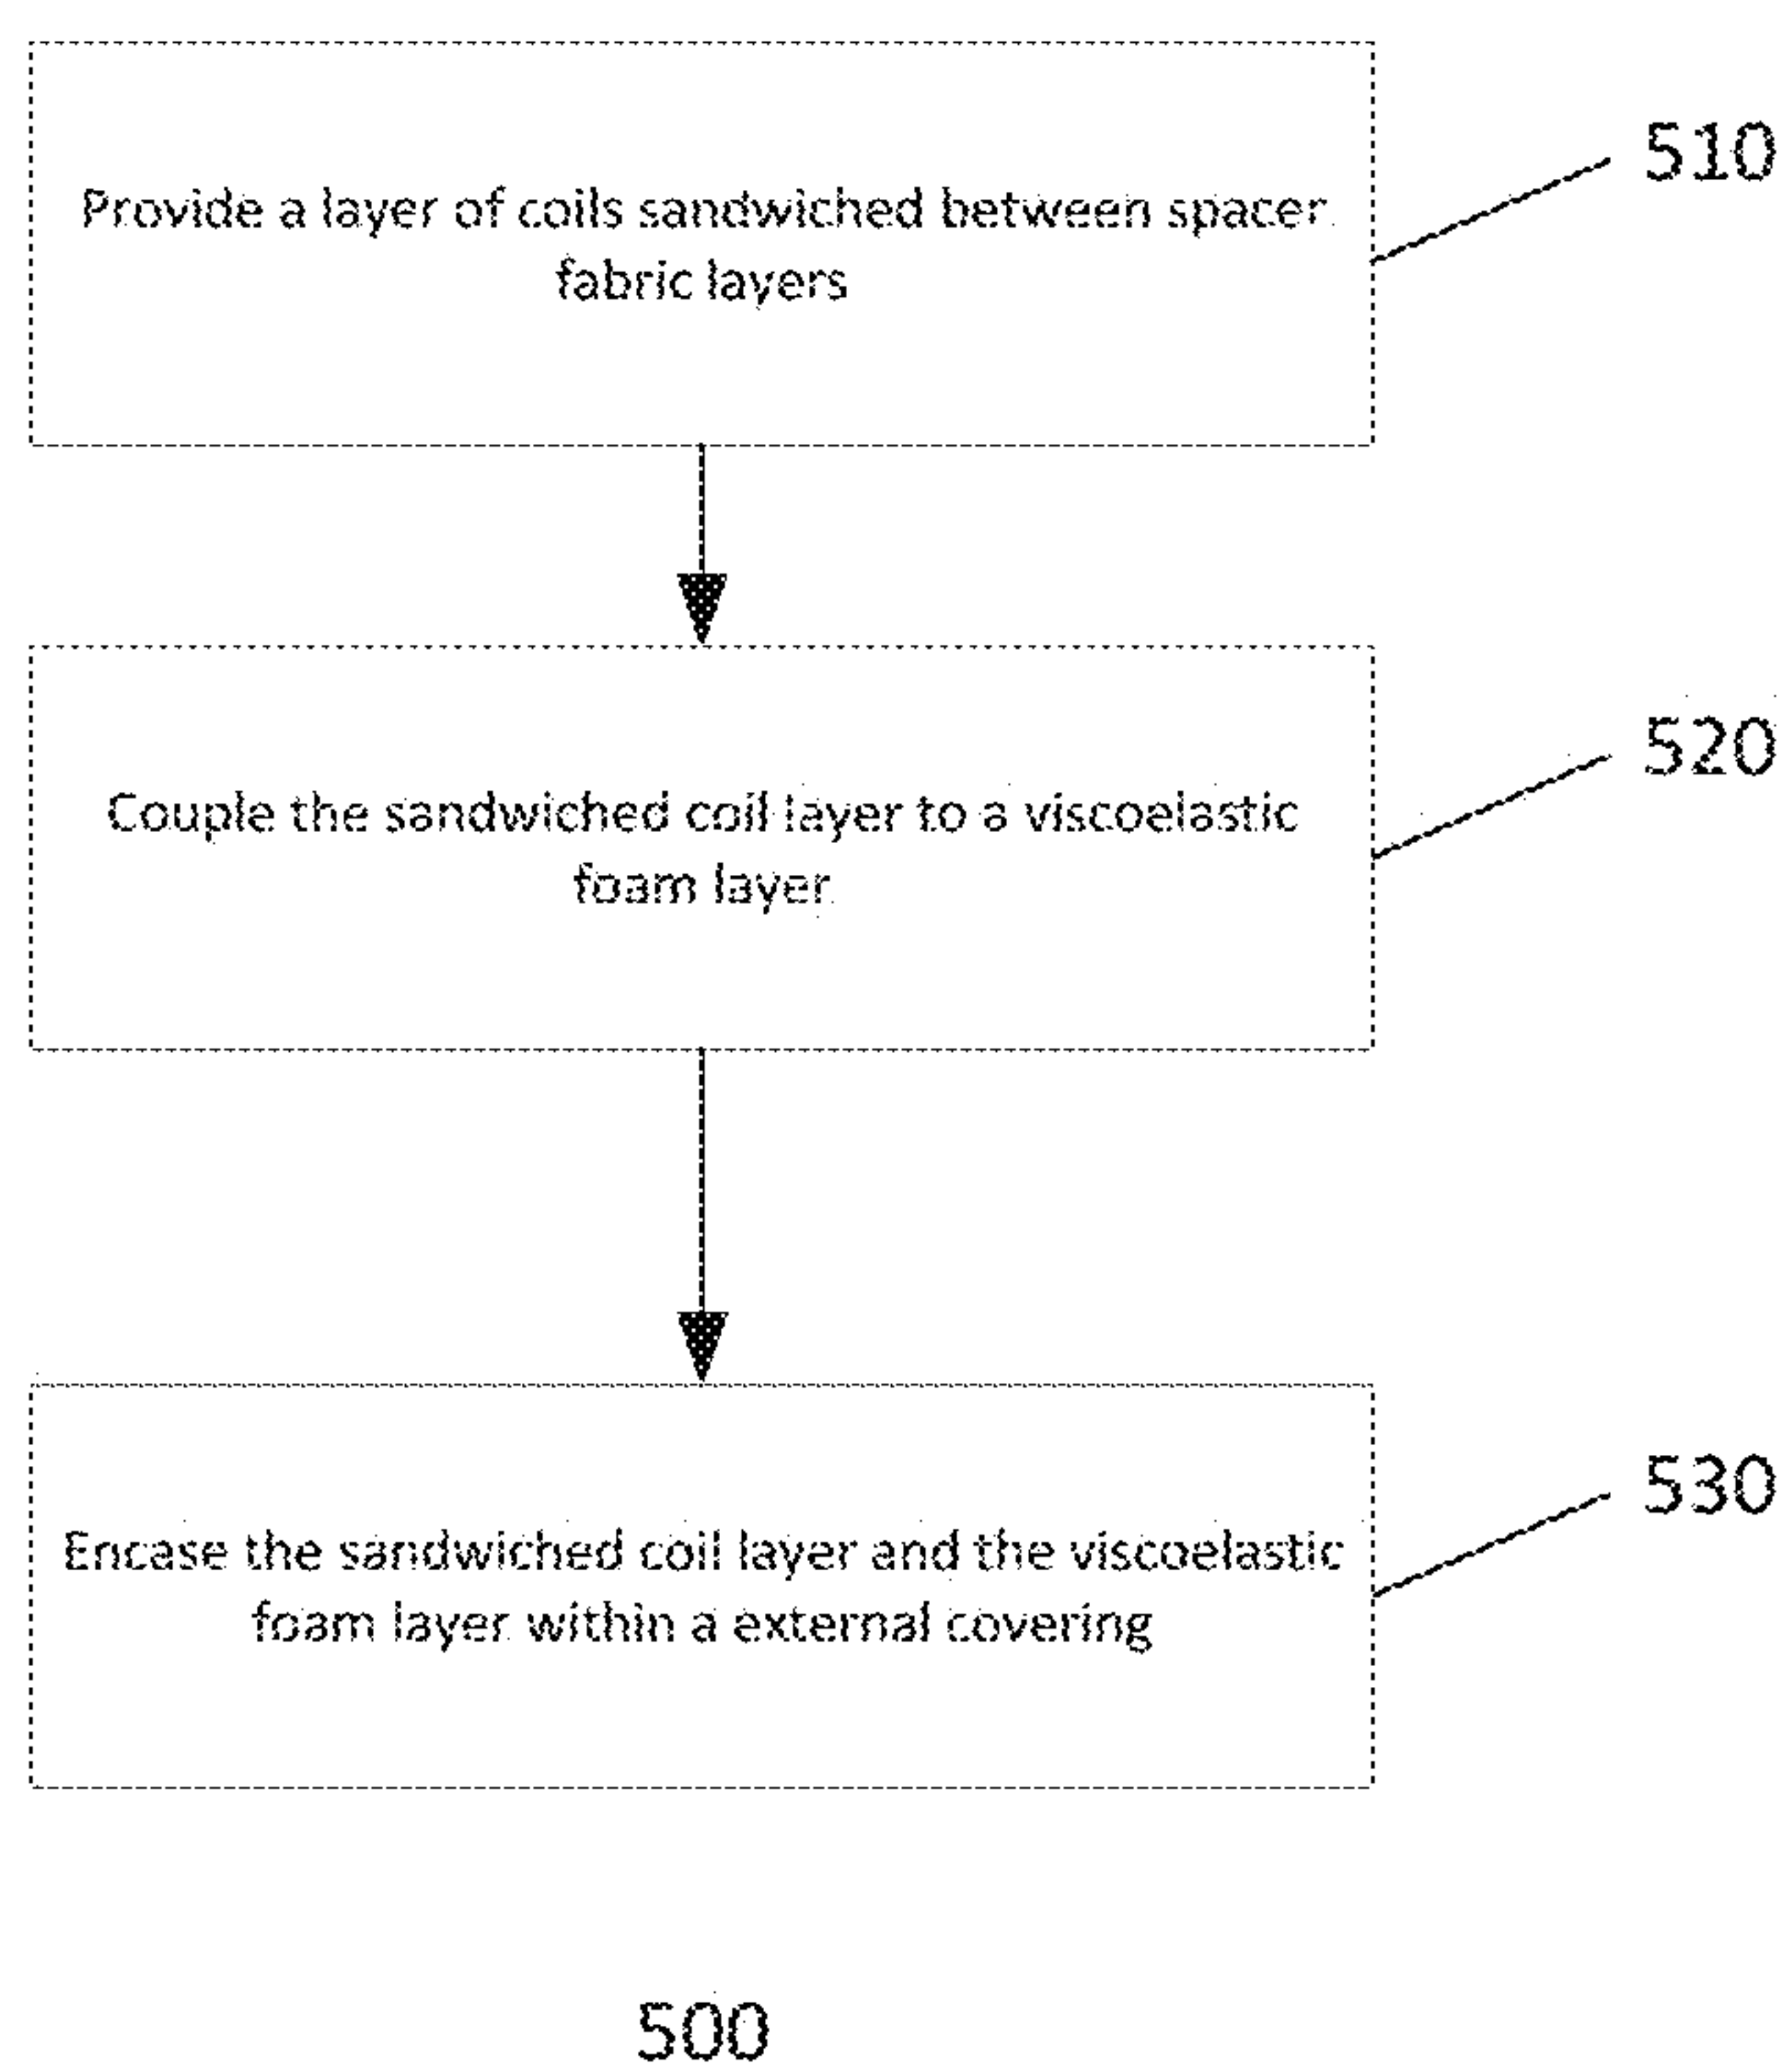 Provide a layer of coils sandwiched between spacer
fabric layers
510
Couple the sandwiched coil layer to a viscoelastic
foam layer
520
Encase the sandwiched coil layer and the viscoelastic
foam layer within a external covering
530
500